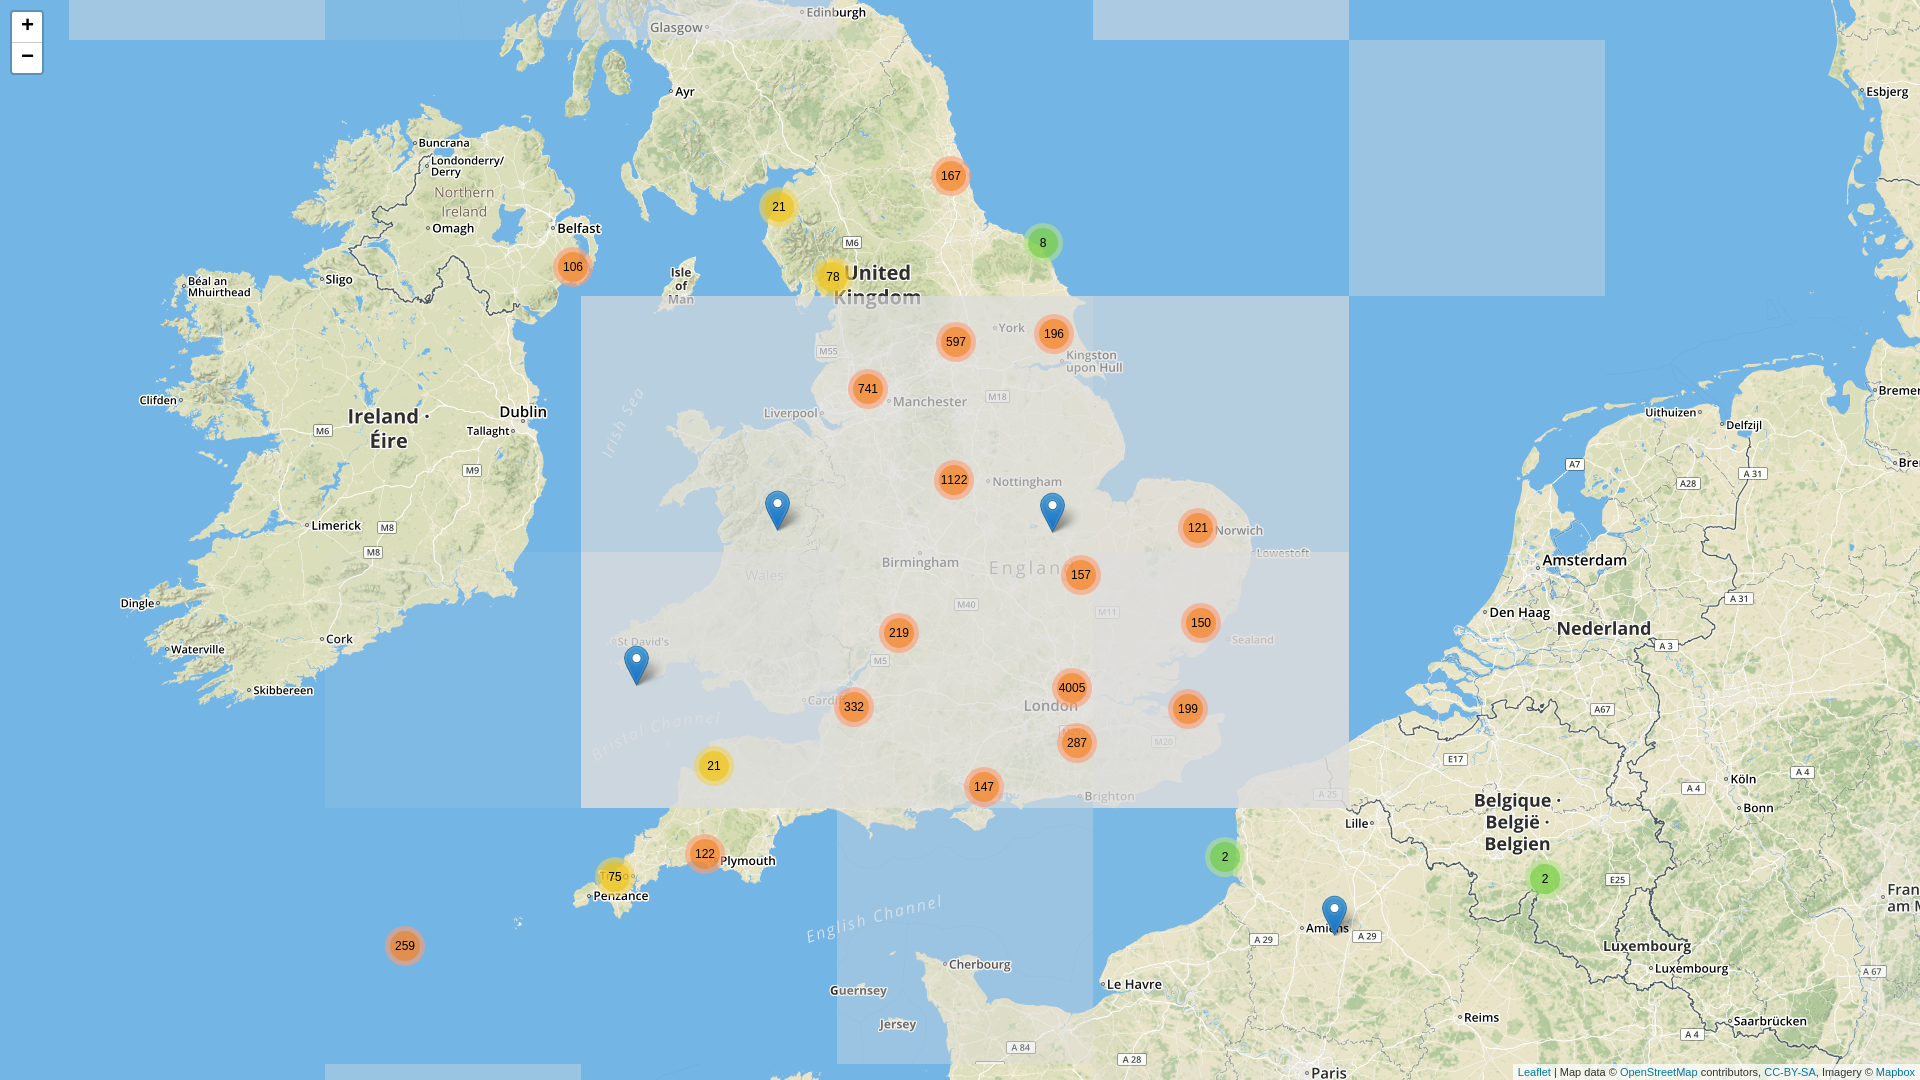 +
−
Glasgow
Edinburgh
Ayr
Esbjerg
Buncrana
Londonderry/
Derry
167
Northern
Ireland
21
Omagh
Belfast
8
M6
106
78
United
Kingdom
Isle
of
Man
Sligo
Béal an
Mhuirthead
York
196
597
M55
Kingston
upon Hull
741
Irish Sea
Manchester
M18
Liverpool
Clifden
Bremer
Dublin
Ireland ·
Éire
Tallaght
M6
Uithuizen
Delfzijl
M9
1122
Nottingham
A7
A 31
A28
Bre
Limerick
M8
121
Norwich
M8
Lowestoft
Birmingham
England
Amsterdam
Wales
157
M40
Dingle
M11
A 31
Den Haag
Cork
219
150
Nederland
St David's
Sealand
Waterville
A 3
M5
Skibbereen
4005
Cardiff
332
London
199
A67
Bristol Channel
287
M20
E17
21
A 4
Köln
147
Brighton
A 25
A 4
Bonn
Belgique ·
België ·
Belgien
Lille
122
Plymouth
2
75
Penzance
2
E25
Fran
am M
English Channel
Amiens
A 29
A 29
259
Luxembourg
Cherbourg
Luxembourg
A 67
Guernsey
Le Havre
Jersey
Reims
Saarbrücken
A 4
A 84
A 28
Paris
Leaflet | Map data © OpenStreetMap contributors, CC-BY-SA, Imagery © Mapbox